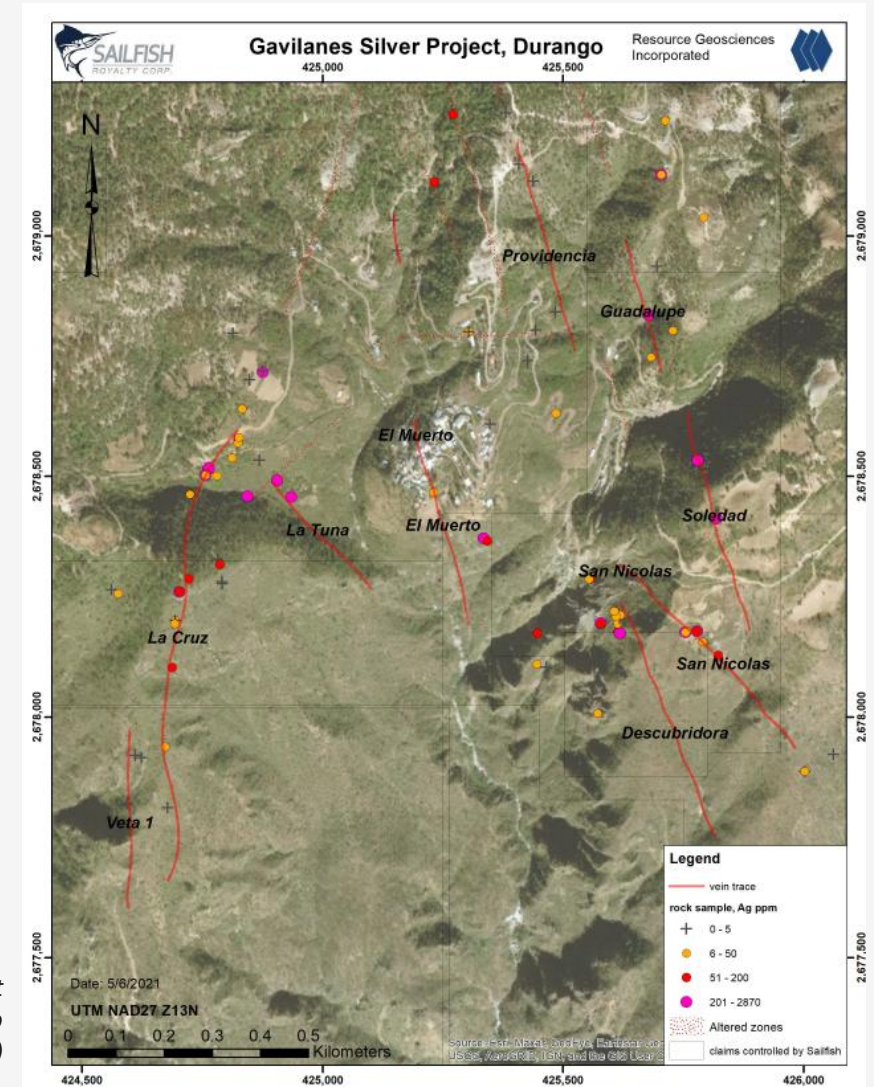 SAILFISH
ROYALTY CORP.
Gavilanes Silver Project, Durango
Resource Geosciences
Incorporated
425,000
425,500
N
2,679,000
2,679,000
Providencia
Guadalupe
El Muerto
2,678,500
2,678,500
Soledad
El Muerto
La Tuna
San Nicolas
La Cruz
San Nicolas
2,678,000
2,678,000
Descubridora
Veta 1
Legend
vein trace
rock sample, Ag ppm
0 - 5
6 - 50
51 - 200
201 - 2870
Altered zones
claims controlled by Sailfish
2,677,500
2,677,500
Date: 5/6/2021
UTM NAD27 Z13N
0 0.1 0.2 0.3 0.4 0.5
Kilometers
and the GIS User
424,500
425,000
425,500
426,000